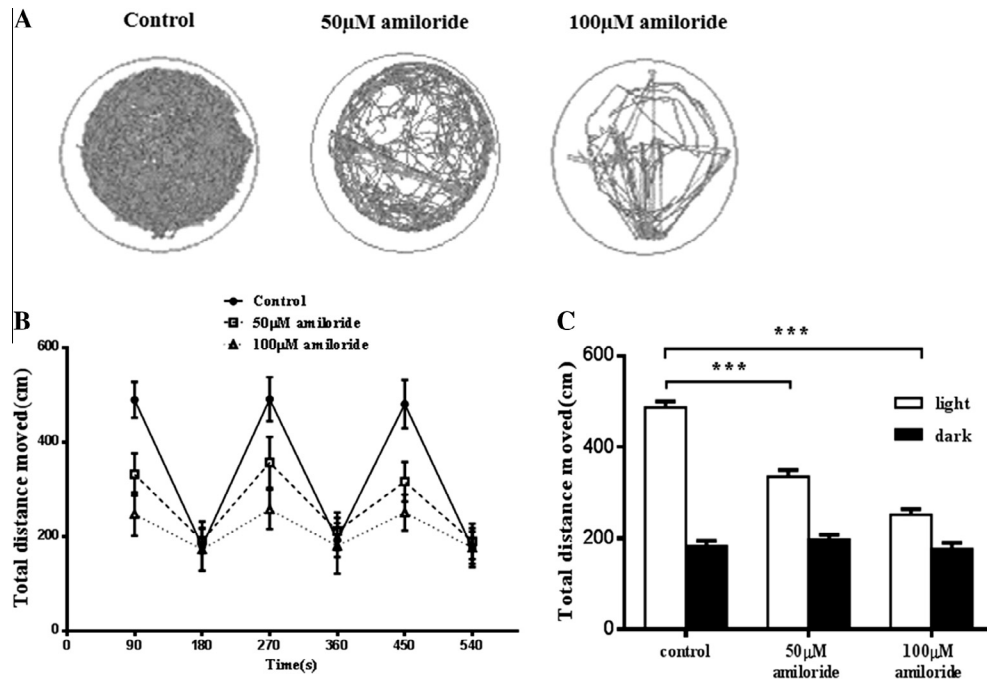 A
Control
50μM amiloride
100μM amiloride
B
Control
50μM amiloride
100μM amiloride
Total distance moved(cm)
600
400
200
0
0
90
180
270
360
450
540
Time(s)
C
***
***
Total distance moved(cm)
600
400
200
0
light
dark
control
50μM
amiloride
100μM
amiloride